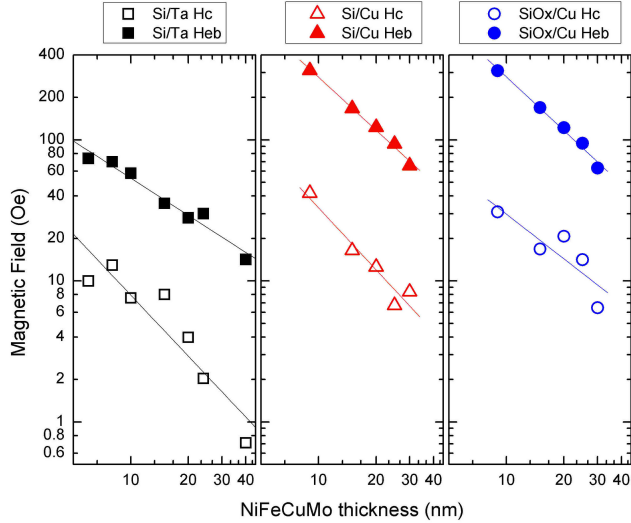 Si/Ta Hc
Si/Ta Heb
Si/Cu Hc
Si/Cu Heb
SiOx/Cu Hc
SiOx/Cu Heb
Magnetic Field (Oe)
400
200
100
80
60
40
20
10
8
6
4
2
1
0.8
0.6
10 20 30 40
10 20 30 40
10 20 30 40
NiFeCuMo thickness (nm)